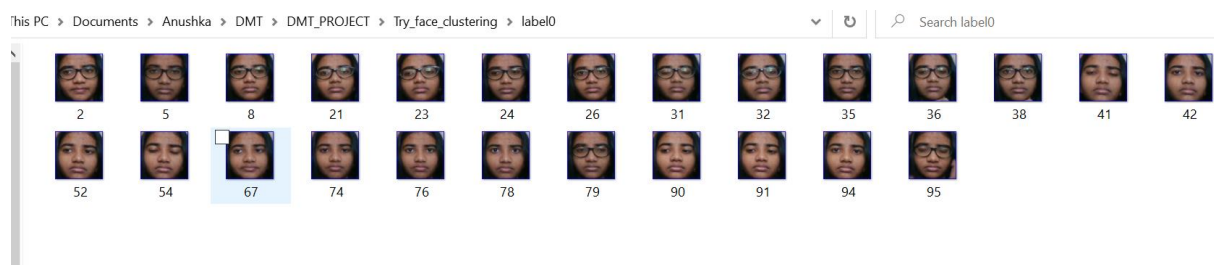 This PC > Documents > Anushka > DMT > DMT_PROJECT > Try_face_clustering > label0
Search label0
2 5 8 21 23 24 26 31 32 35 36 38 41 42
52 54 67 74 76 78 79 90 91 94 95